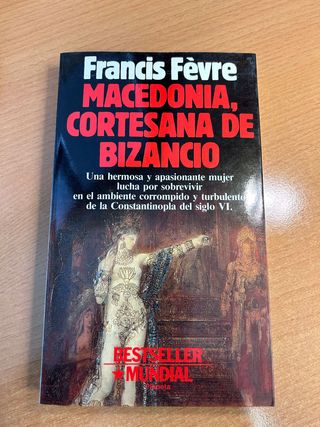 Francis Fèvre
MACEDONIA,
CORTESANA DE
BIZANCIO
Una hermosa y apasionante mujer
lucha por sobrevivir
en el ambiente corrompido y turbulento
de la Constantinopla del siglo VI.
BESTSELLER
★MUNDIAL
Planeta